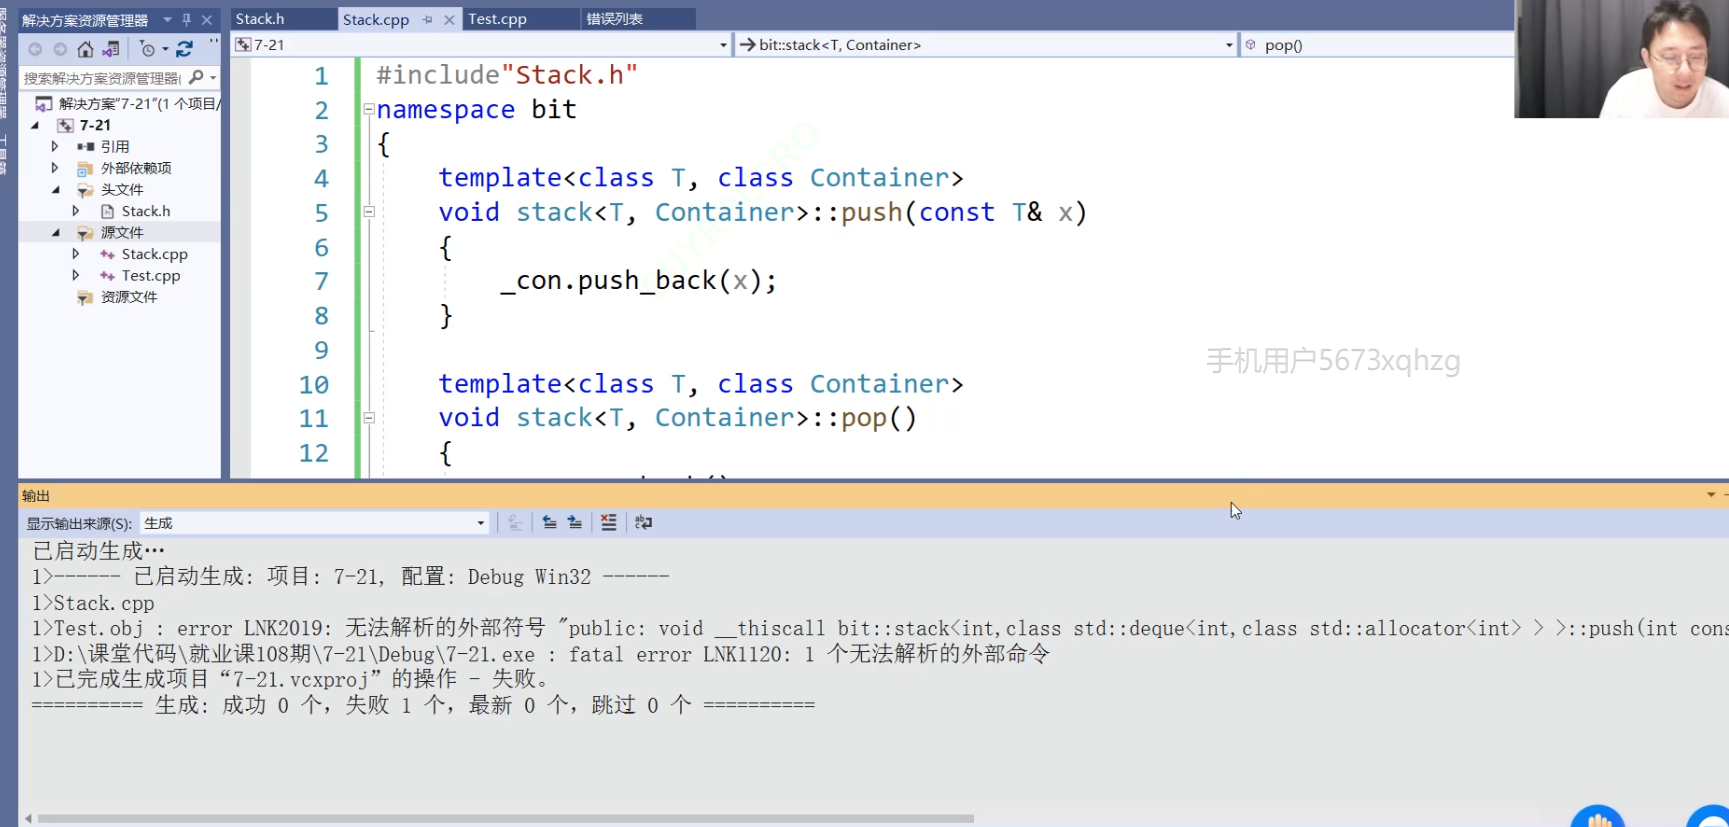 解决方案资源管理器
Stack.h
Stack.cpp
Test.cpp
错误列表
7-21
bit::stack<T, Container>
pop()
搜索解决方案资源管理器(
解决方案"7-21"(1 个项目/
7-21
引用
外部依赖项
头文件
Stack.h
源文件
Stack.cpp
Test.cpp
资源文件
1 #include"Stack.h"
2 namespace bit
3 {
4 template<class T, class Container>
5 void stack<T, Container>::push(const T& x)
6 {
7 _con.push_back(x);
8 }
9
10 template<class T, class Container>
11 void stack<T, Container>::pop()
12 {
手机用户5673xqhzg
输出
显示输出来源(S): 生成
已启动生成…
1>------ 已启动生成: 项目: 7-21, 配置: Debug Win32 ------
1>Stack.cpp
1>Test.obj : error LNK2019: 无法解析的外部符号 "public: void __thiscall bit::stack<int,class std::deque<int,class std::allocator<int> > >::push(int cons
1>D:\课堂代码\就业课108期\7-21\Debug\7-21.exe : fatal error LNK1120: 1 个无法解析的外部命令
1>已完成生成项目“7-21.vcxproj”的操作 - 失败。
========== 生成: 成功 0 个，失败 1 个，最新 0 个，跳过 0 个 ==========